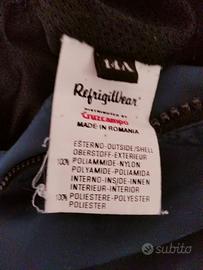 14A
RefrigiWear®
DISTRIBUTED BY
Cruzcampo
MADE IN ROMANIA
ESTERNO-OUTSIDE/SHELL
OBERSTOFF-EXTERIEUR
100% POLIAMMIDE-NYLON
POLYAMIDE-POLIAMIDA
INTERNO-INSIDE-INNEN
INTERIEUR-INTERIOR
100% POLIESTERE-POLYESTER
POLIESTER
subito